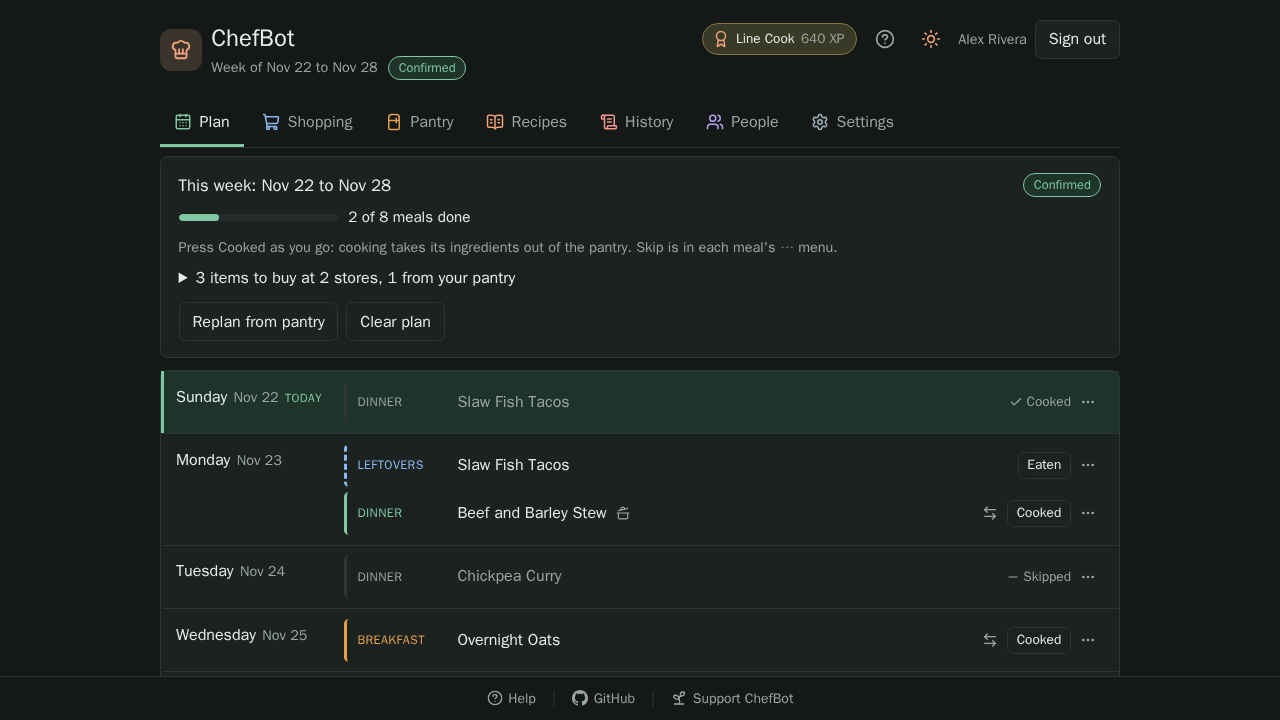 ChefBot
Week of Nov 22 to Nov 28 Confirmed
Line Cook 640 XP
Alex Rivera
Sign out
Plan Shopping Pantry Recipes History People Settings
This week: Nov 22 to Nov 28 Confirmed
2 of 8 meals done
Press Cooked as you go: cooking takes its ingredients out of the pantry. Skip is in each meal's ··· menu.
3 items to buy at 2 stores, 1 from your pantry
Replan from pantry Clear plan
Sunday Nov 22 TODAY DINNER Slaw Fish Tacos Cooked
Monday Nov 23 LEFTOVERS Slaw Fish Tacos Eaten
DINNER Beef and Barley Stew Cooked
Tuesday Nov 24 DINNER Chickpea Curry Skipped
Wednesday Nov 25 BREAKFAST Overnight Oats Cooked
Help GitHub Support ChefBot